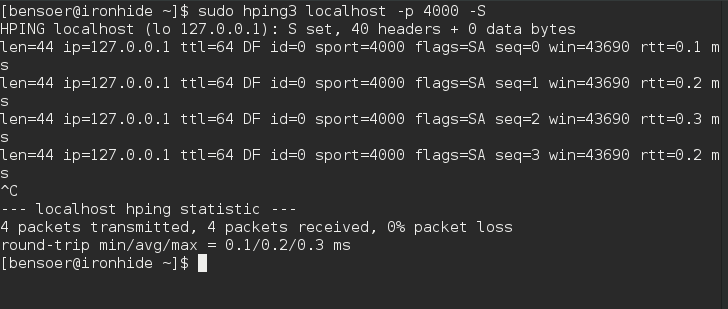 [bensoer@ironhide ~]$ sudo hping3 localhost -p 4000 -S
HPING localhost (lo 127.0.0.1): S set, 40 headers + 0 data bytes
len=44 ip=127.0.0.1 ttl=64 DF id=0 sport=4000 flags=SA seq=0 win=43690 rtt=0.1 m
s
len=44 ip=127.0.0.1 ttl=64 DF id=0 sport=4000 flags=SA seq=1 win=43690 rtt=0.2 m
s
len=44 ip=127.0.0.1 ttl=64 DF id=0 sport=4000 flags=SA seq=2 win=43690 rtt=0.3 m
s
len=44 ip=127.0.0.1 ttl=64 DF id=0 sport=4000 flags=SA seq=3 win=43690 rtt=0.2 m
s
^C
--- localhost hping statistic ---
4 packets transmitted, 4 packets received, 0% packet loss
round-trip min/avg/max = 0.1/0.2/0.3 ms
[bensoer@ironhide ~]$